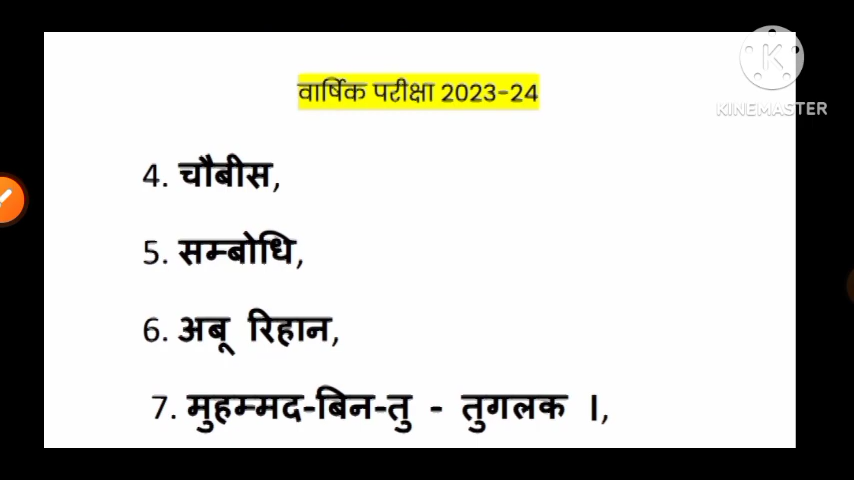 वार्षिक परीक्षा 2023-24
KINEMASTER
4. चौबीस,
5. सम्बोधि,
6. अबू रिहान,
7. मुहम्मद-बिन-तु - तुगलक ।,